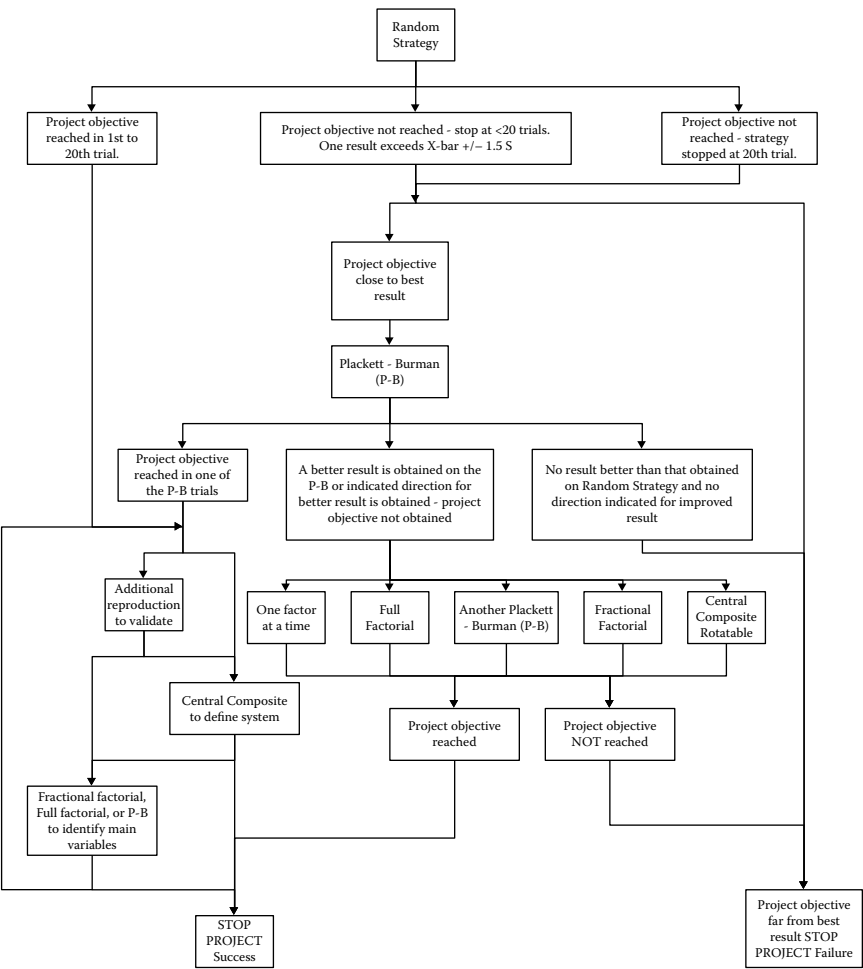 Random
Strategy
Project objective
reached in 1st to
20th trial.
Project objective not reached - stop at <20 trials.
One result exceeds X-bar +/− 1.5 S
Project objective not
reached - strategy
stopped at 20th trial.
Project objective
close to best
result
Plackett - Burman
(P-B)
Project objective
reached in one of
the P-B trials
A better result is obtained on the
P-B or indicated direction for
better result is obtained - project
objective not obtained
No result better than that obtained
on Random Strategy and no
direction indicated for improved
result
Additional
reproduction
to validate
One factor
at a time
Full
Factorial
Another Plackett
- Burman (P-B)
Fractional
Factorial
Central
Composite
Rotatable
Central Composite
to define system
Project objective
reached
Project objective
NOT reached
Fractional factorial,
Full factorial, or P-B
to identify main
variables
STOP
PROJECT
Success
Project objective
far from best
result STOP
PROJECT Failure